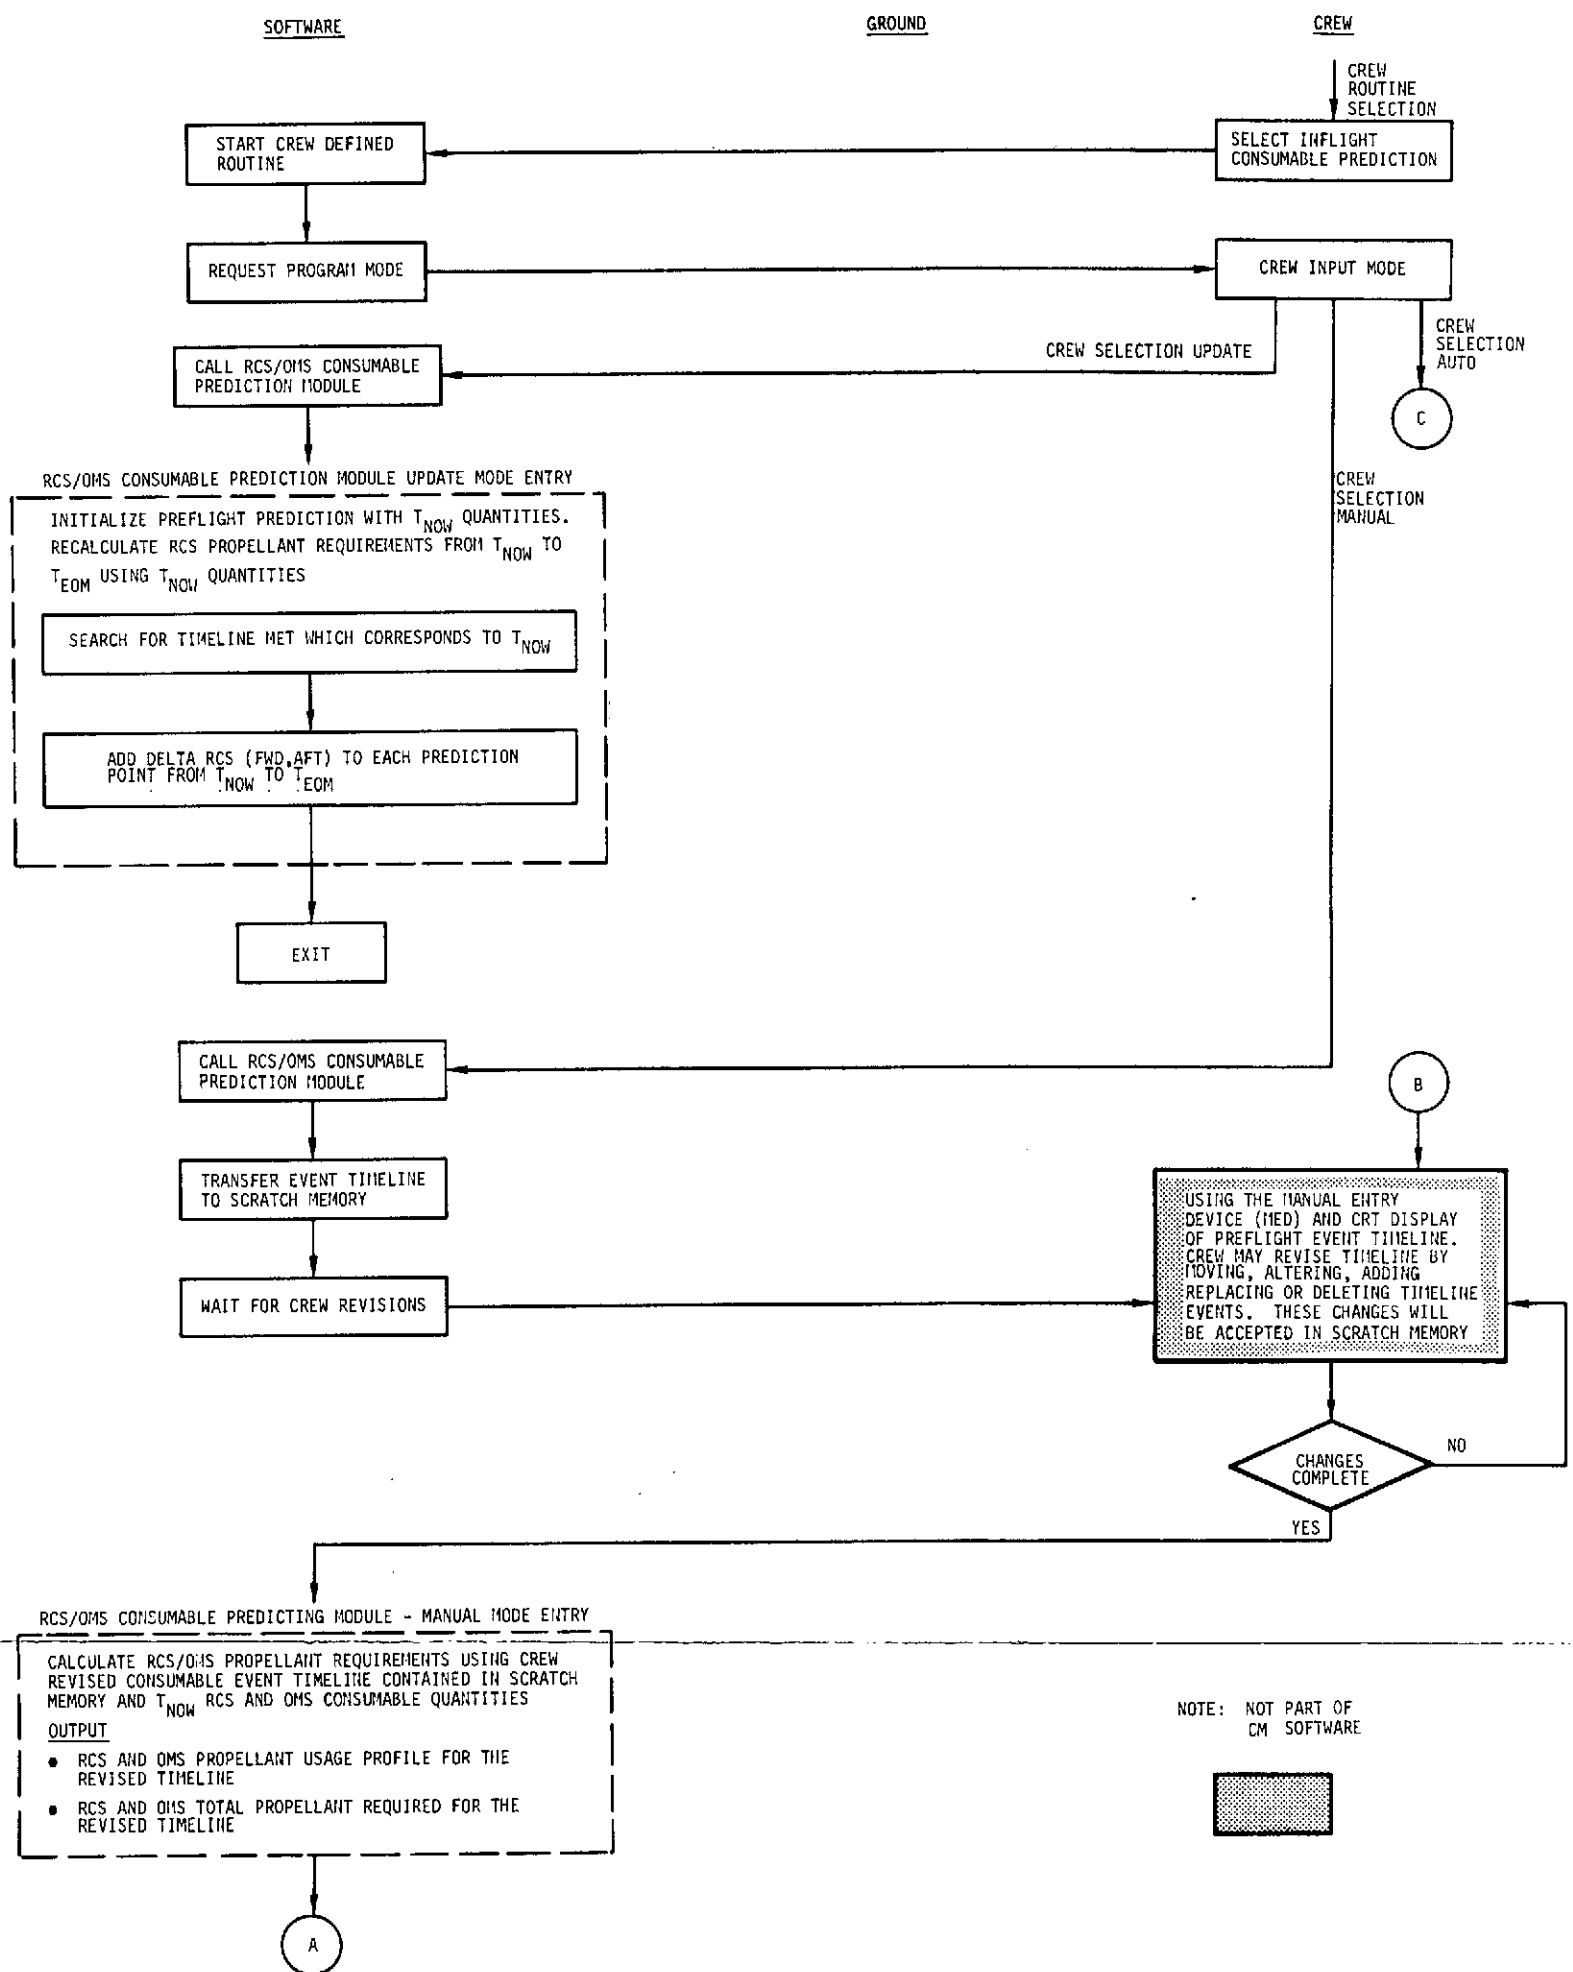 SOFTWARE
GROUND
CREW
CREW
ROUTINE
SELECTION
START CREW DEFINED
ROUTINE
SELECT INFLIGHT
CONSUMABLE PREDICTION
REQUEST PROGRAM MODE
CREW INPUT MODE
CREW SELECTION UPDATE
CREW
SELECTION
AUTO
CALL RCS/OMS CONSUMABLE
PREDICTION MODULE
C
CREW
SELECTION
MANUAL
RCS/OMS CONSUMABLE PREDICTION MODULE UPDATE MODE ENTRY
INITIALIZE PREFLIGHT PREDICTION WITH TNOW QUANTITIES.
RECALCULATE RCS PROPELLANT REQUIREMENTS FROM TNOW TO
TEOM USING TNOW QUANTITIES
SEARCH FOR TIMELINE MET WHICH CORRESPONDS TO TNOW
ADD DELTA RCS (FWD,AFT) TO EACH PREDICTION
POINT FROM TNOW TO TEOM
EXIT
CALL RCS/OMS CONSUMABLE
PREDICTION MODULE
B
TRANSFER EVENT TIMELINE
TO SCRATCH MEMORY
WAIT FOR CREW REVISIONS
USING THE MANUAL ENTRY
DEVICE (MED) AND CRT DISPLAY
OF PREFLIGHT EVENT TIMELINE.
CREW MAY REVISE TIMELINE BY
MOVING, ALTERING, ADDING
REPLACING OR DELETING TIMELINE
EVENTS. THESE CHANGES WILL
BE ACCEPTED IN SCRATCH MEMORY
CHANGES
COMPLETE
NO
YES
RCS/OMS CONSUMABLE PREDICTING MODULE - MANUAL MODE ENTRY
CALCULATE RCS/OMS PROPELLANT REQUIREMENTS USING CREW
REVISED CONSUMABLE EVENT TIMELINE CONTAINED IN SCRATCH
MEMORY AND TNOW RCS AND OMS CONSUMABLE QUANTITIES
OUTPUT
• RCS AND OMS PROPELLANT USAGE PROFILE FOR THE
REVISED TIMELINE
• RCS AND OMS TOTAL PROPELLANT REQUIRED FOR THE
REVISED TIMELINE
NOTE: NOT PART OF
CM SOFTWARE
A